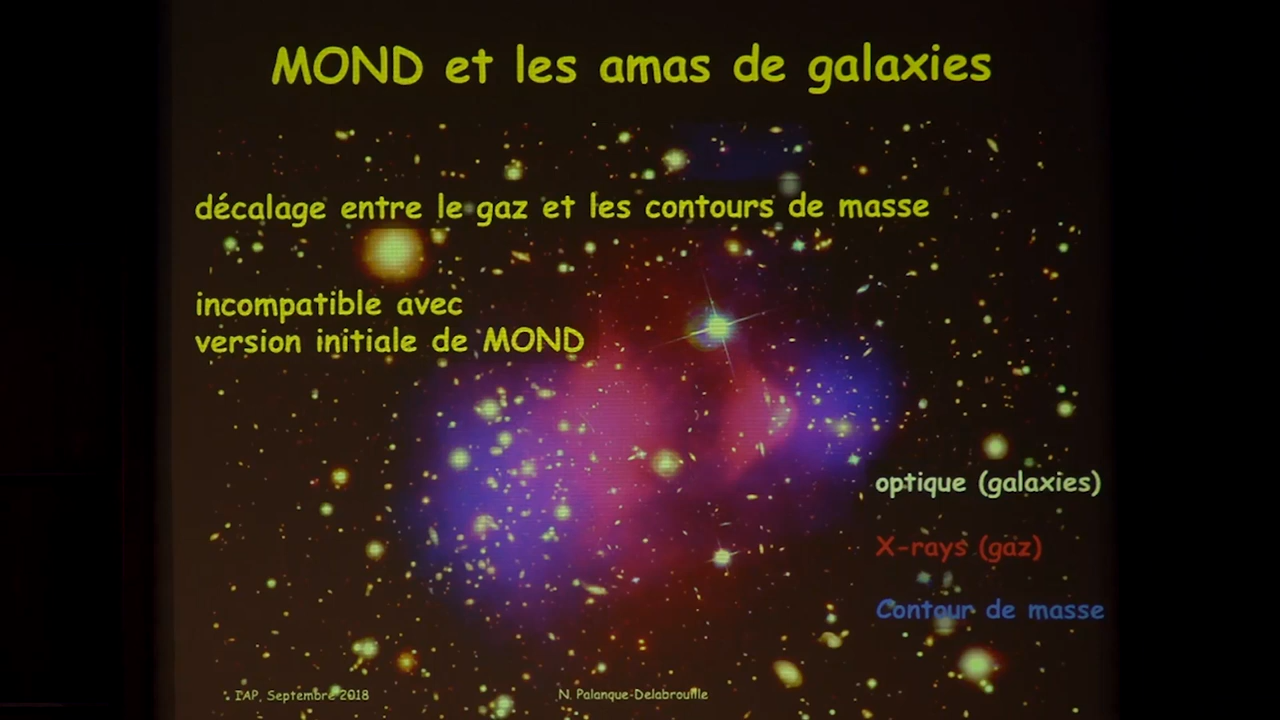 MOND et les amas de galaxies
décalage entre le gaz et les contours de masse
incompatible avec
version initiale de MOND
optique (galaxies)
X-rays (gaz)
Contour de masse
IAP, Septembre 2018
N. Palanque-Delabrouille